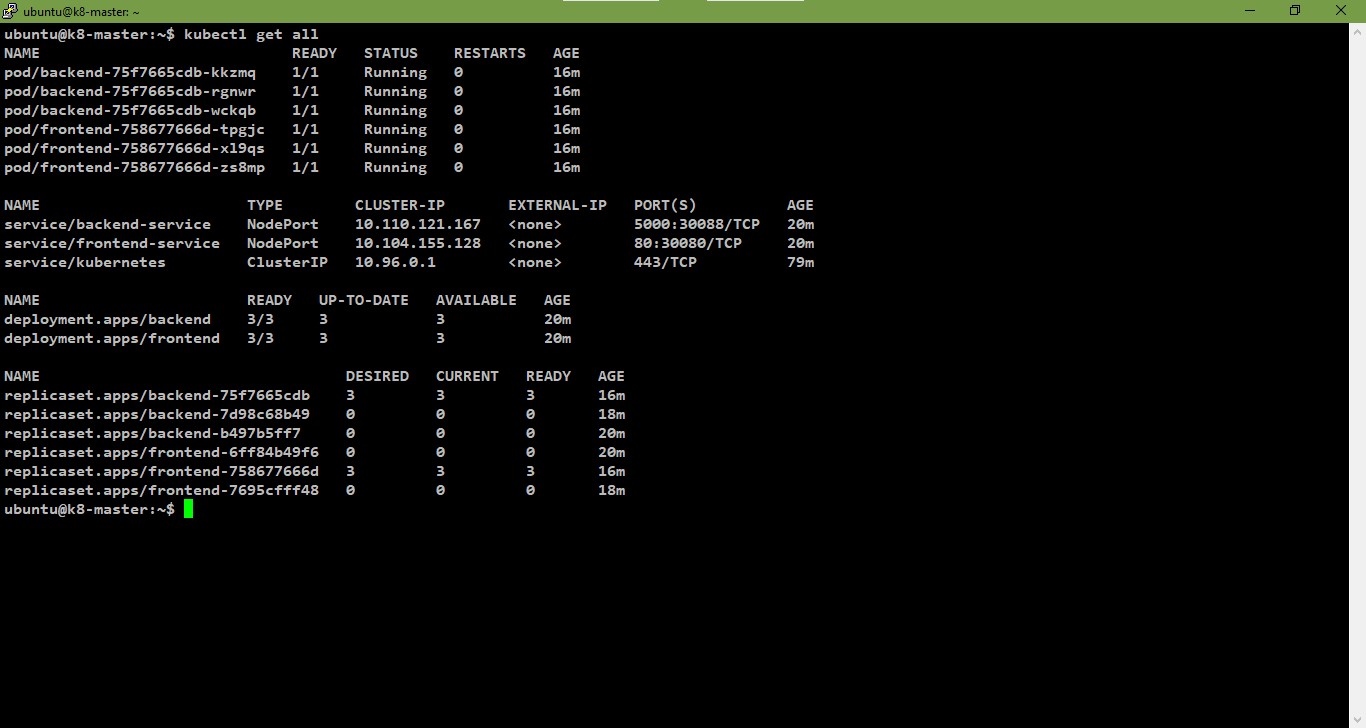 ubuntu@k8-master: ~
ubuntu@k8-master:~$ kubectl get all
NAME READY STATUS RESTARTS AGE
pod/backend-75f7665cdb-kkzmq 1/1 Running 0 16m
pod/backend-75f7665cdb-rgnwr 1/1 Running 0 16m
pod/backend-75f7665cdb-wckqb 1/1 Running 0 16m
pod/frontend-758677666d-tpgjc 1/1 Running 0 16m
pod/frontend-758677666d-xl9qs 1/1 Running 0 16m
pod/frontend-758677666d-zs8mp 1/1 Running 0 16m
NAME TYPE CLUSTER-IP EXTERNAL-IP PORT(S) AGE
service/backend-service NodePort 10.110.121.167 <none> 5000:30088/TCP 20m
service/frontend-service NodePort 10.104.155.128 <none> 80:30080/TCP 20m
service/kubernetes ClusterIP 10.96.0.1 <none> 443/TCP 79m
NAME READY UP-TO-DATE AVAILABLE AGE
deployment.apps/backend 3/3 3 3 20m
deployment.apps/frontend 3/3 3 3 20m
NAME DESIRED CURRENT READY AGE
replicaset.apps/backend-75f7665cdb 3 3 3 16m
replicaset.apps/backend-7d98c68b49 0 0 0 18m
replicaset.apps/backend-b497b5ff7 0 0 0 20m
replicaset.apps/frontend-6ff84b49f6 0 0 0 20m
replicaset.apps/frontend-758677666d 3 3 3 16m
replicaset.apps/frontend-7695cfff48 0 0 0 18m
ubuntu@k8-master:~$